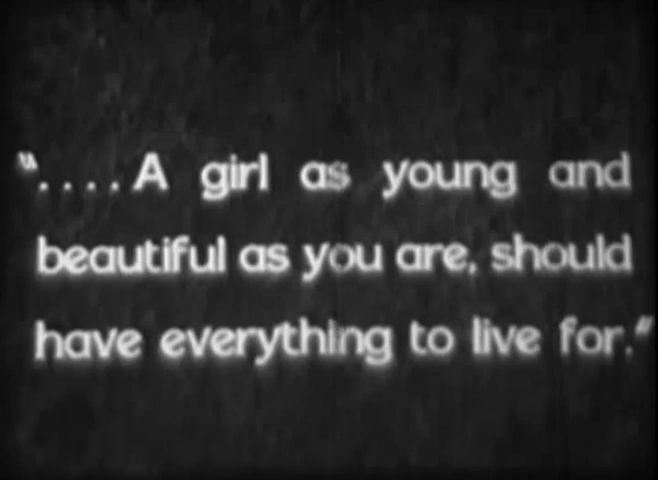 "....A girl as young and
beautiful as you are, should
have everything to live for."